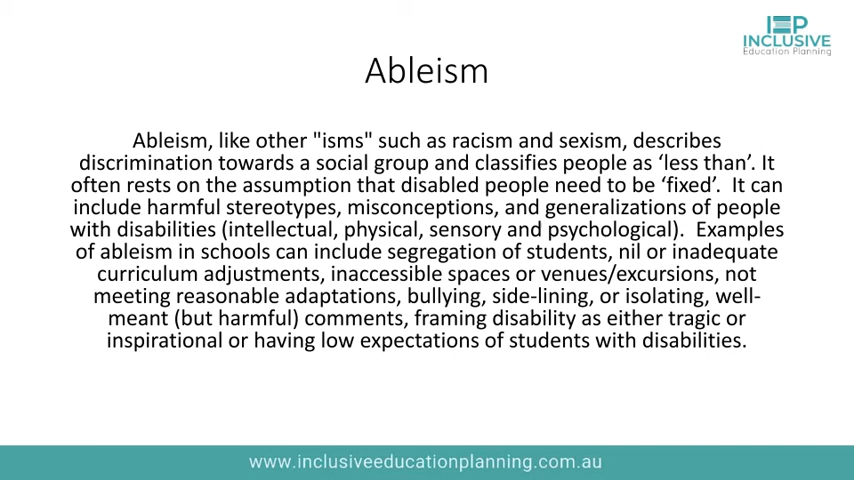 IEP
INCLUSIVE
Education Planning
Ableism
Ableism, like other "isms" such as racism and sexism, describes
discrimination towards a social group and classifies people as ‘less than’. It
often rests on the assumption that disabled people need to be ‘fixed’.  It can
include harmful stereotypes, misconceptions, and generalizations of people
with disabilities (intellectual, physical, sensory and psychological).  Examples
of ableism in schools can include segregation of students, nil or inadequate
curriculum adjustments, inaccessible spaces or venues/excursions, not
meeting reasonable adaptations, bullying, side-lining, or isolating, well-
meant (but harmful) comments, framing disability as either tragic or
inspirational or having low expectations of students with disabilities.
www.inclusiveeducationplanning.com.au